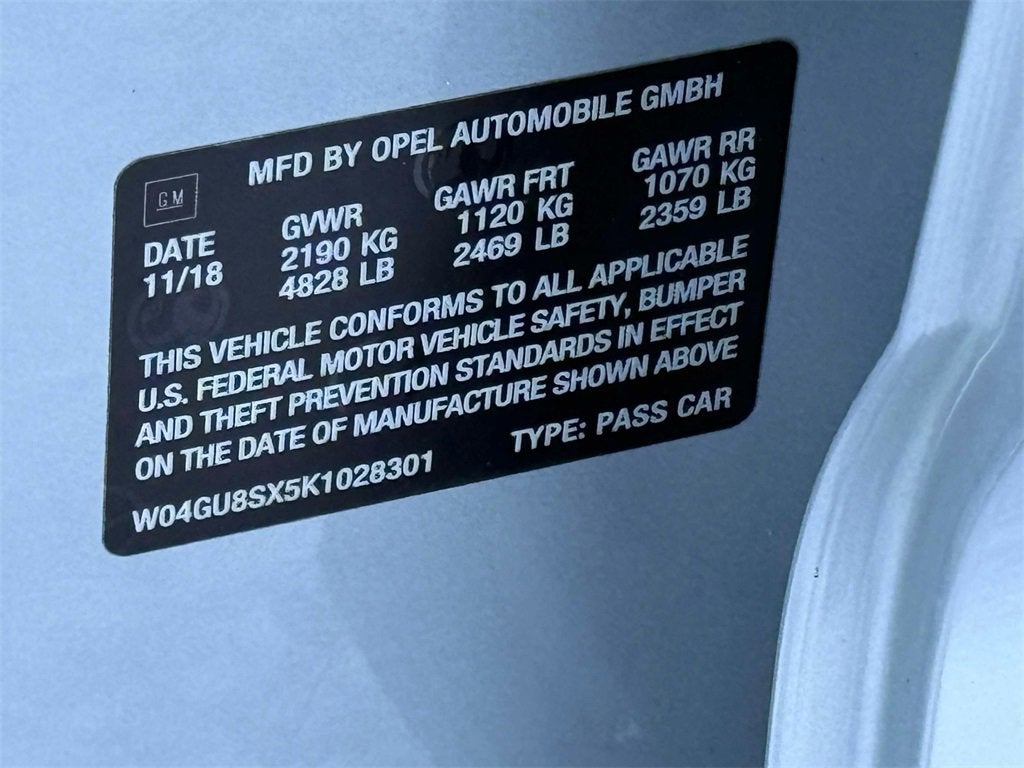 MFD BY OPEL AUTOMOBILE GMBH
GM
DATE GVWR GAWR FRT GAWR RR
11/18 2190 KG 1120 KG 1070 KG
4828 LB 2469 LB 2359 LB
THIS VEHICLE CONFORMS TO ALL APPLICABLE
U.S. FEDERAL MOTOR VEHICLE SAFETY, BUMPER
AND THEFT PREVENTION STANDARDS IN EFFECT
ON THE DATE OF MANUFACTURE SHOWN ABOVE
W04GU8SX5K1028301 TYPE: PASS CAR